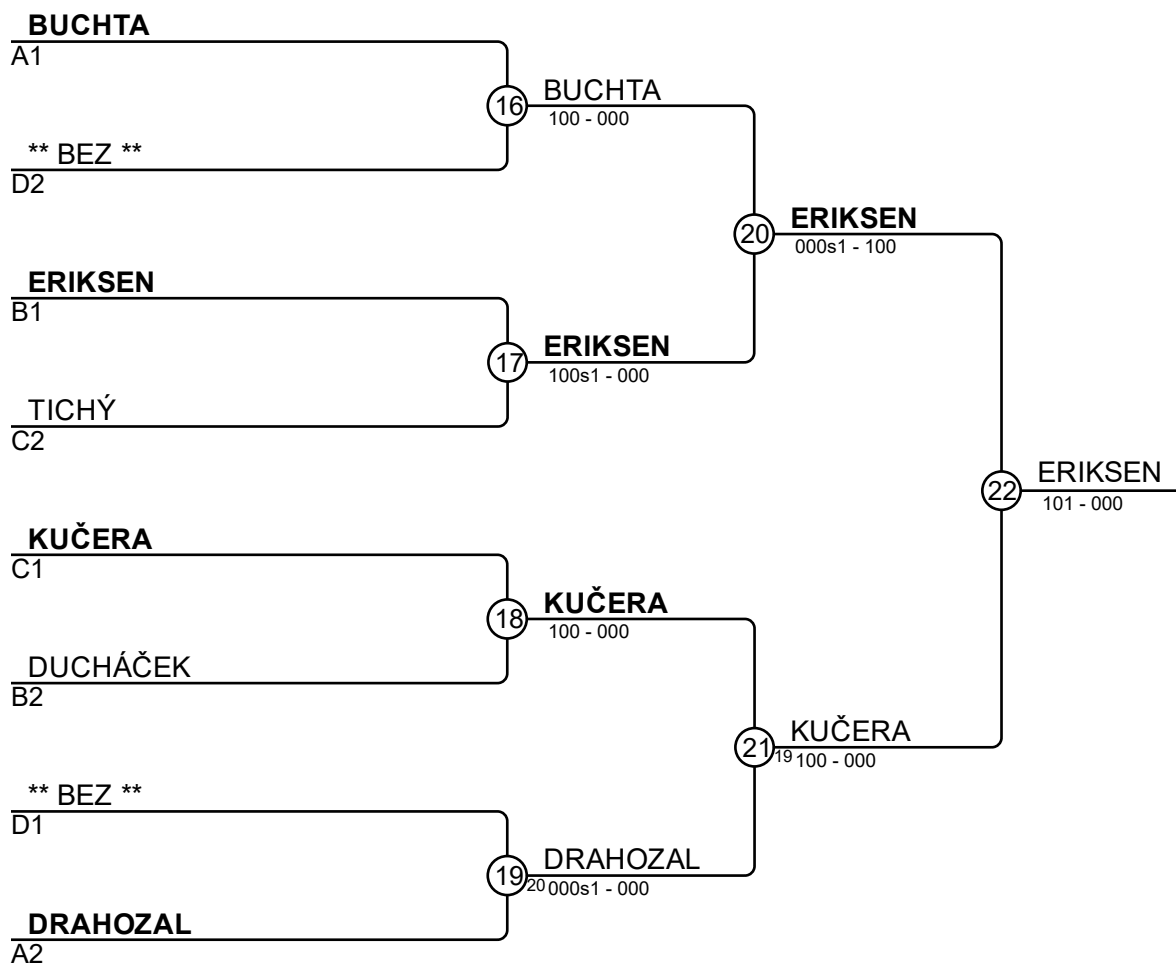 BUCHTA
A1
16
BUCHTA
100 - 000
** BEZ **
D2
20
ERIKSEN
000s1 - 100
ERIKSEN
B1
17
ERIKSEN
100s1 - 000
TICHÝ
C2
22
ERIKSEN
101 - 000
KUČERA
C1
18
KUČERA
100 - 000
DUCHÁČEK
B2
21
19
KUČERA
100 - 000
** BEZ **
D1
19
20
DRAHOZAL
000s1 - 000
DRAHOZAL
A2